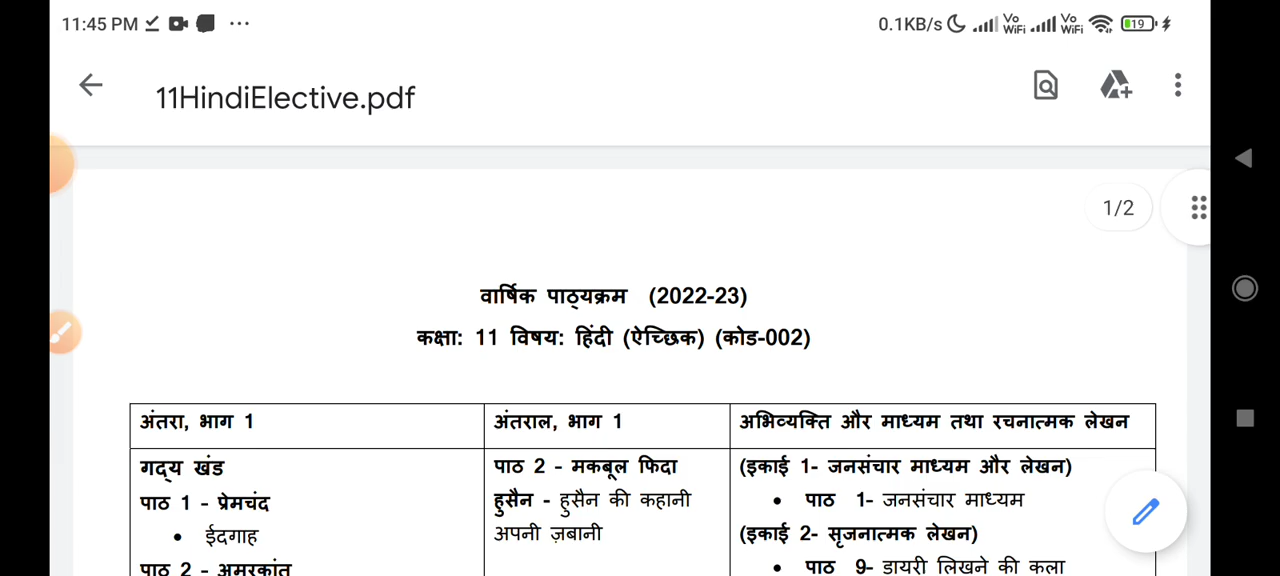 11:45 PM
0.1KB/s
Vo WiFi
Vo WiFi
19
11HindiElective.pdf
1/2
वार्षिक पाठ्यक्रम (2022-23)
कक्षा: 11 विषय: हिंदी (ऐच्छिक) (कोड-002)
अंतरा, भाग 1
गद्य खंड
पाठ 1 - प्रेमचंद
• ईदगाह
पाठ 2 - अमरकांत
अंतराल, भाग 1
पाठ 2 - मकबूल फिदा
हुसैन - हुसैन की कहानी
अपनी ज़बानी
अभिव्यक्ति और माध्यम तथा रचनात्मक लेखन
(इकाई 1- जनसंचार माध्यम और लेखन)
• पाठ 1- जनसंचार माध्यम
(इकाई 2- सृजनात्मक लेखन)
• पाठ 9- डायरी लिखने की कला